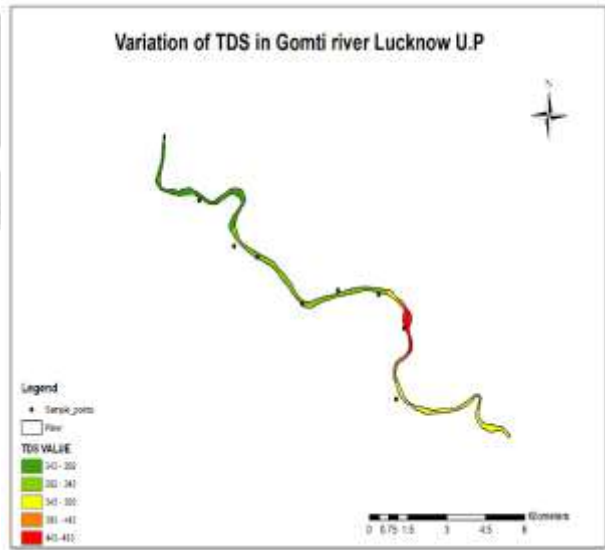 Variation of TDS in Gomti river Lucknow U.P
N
Legend
Sample_points
River
TDS VALUE
Kilometers
0 0.75 1.5 3 4.5 6